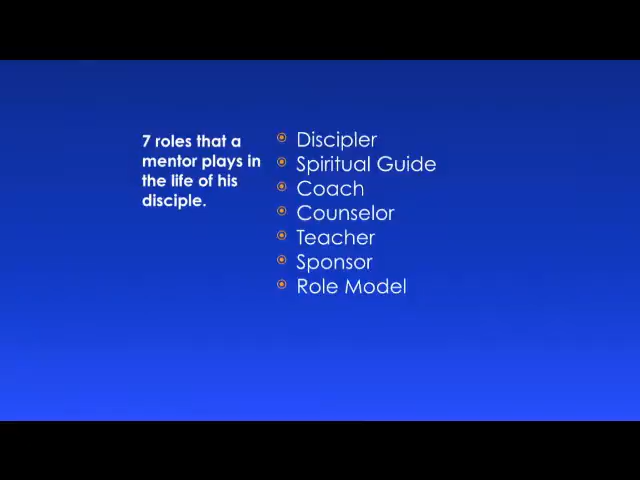 7 roles that a
mentor plays in
the life of his
disciple.
Discipler
Spiritual Guide
Coach
Counselor
Teacher
Sponsor
Role Model